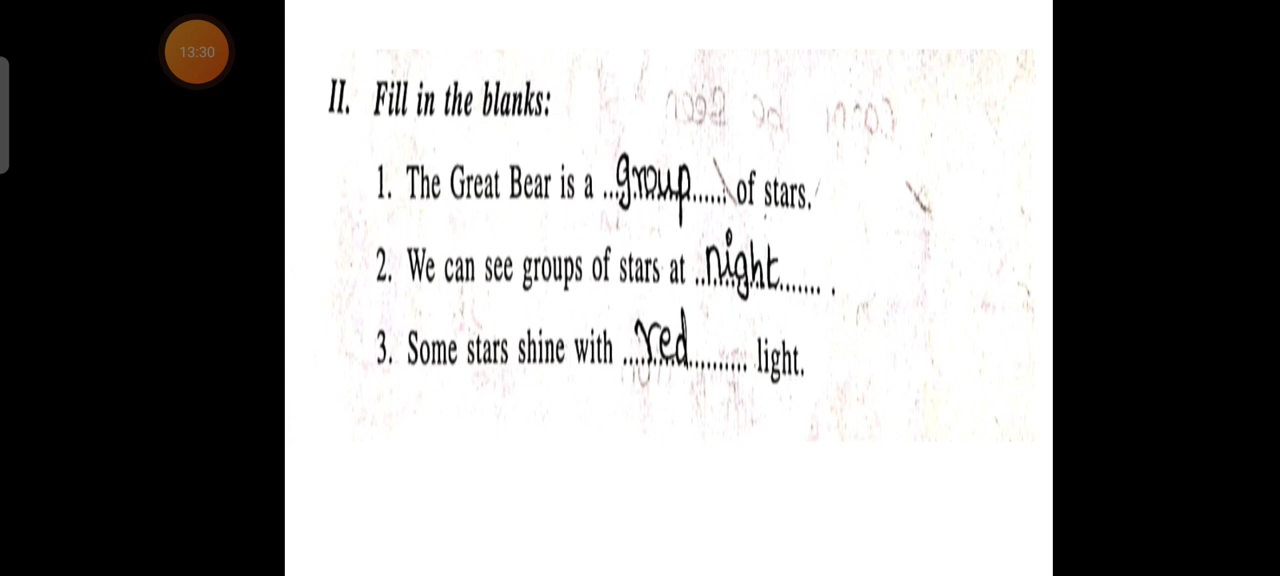 13:30
II. Fill in the blanks:
1. The Great Bear is a ...group...... of stars.
2. We can see groups of stars at ..night....... .
3. Some stars shine with ....red.......... light.